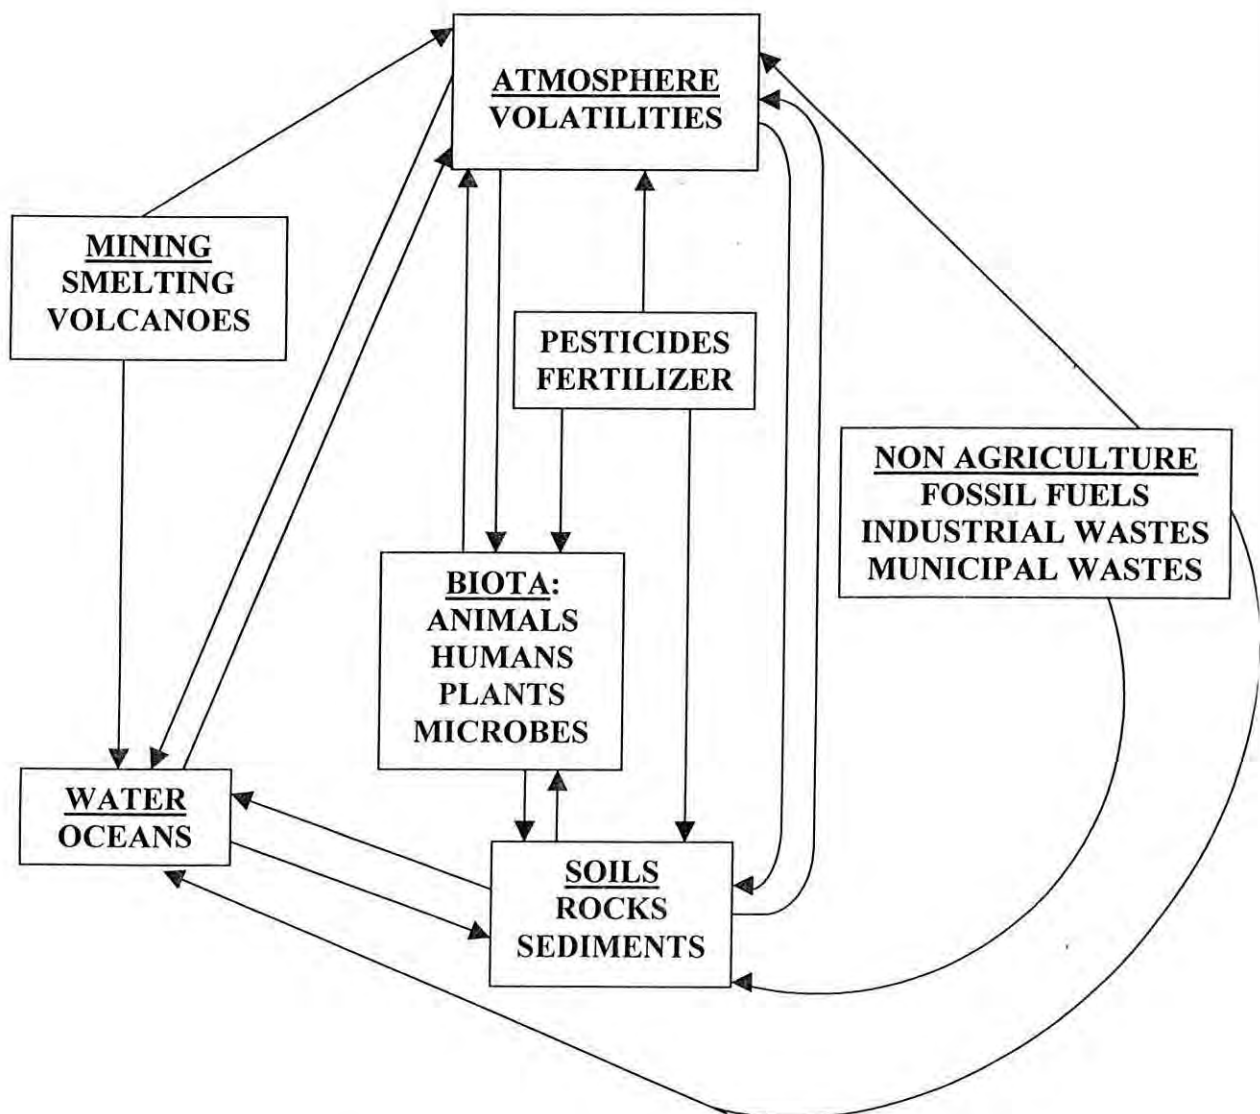 ATMOSPHERE
VOLATILITIES
MINING
SMELTING
VOLCANOES
PESTICIDES
FERTILIZER
NON AGRICULTURE
FOSSIL FUELS
INDUSTRIAL WASTES
MUNICIPAL WASTES
BIOTA:
ANIMALS
HUMANS
PLANTS
MICROBES
WATER
OCEANS
SOILS
ROCKS
SEDIMENTS